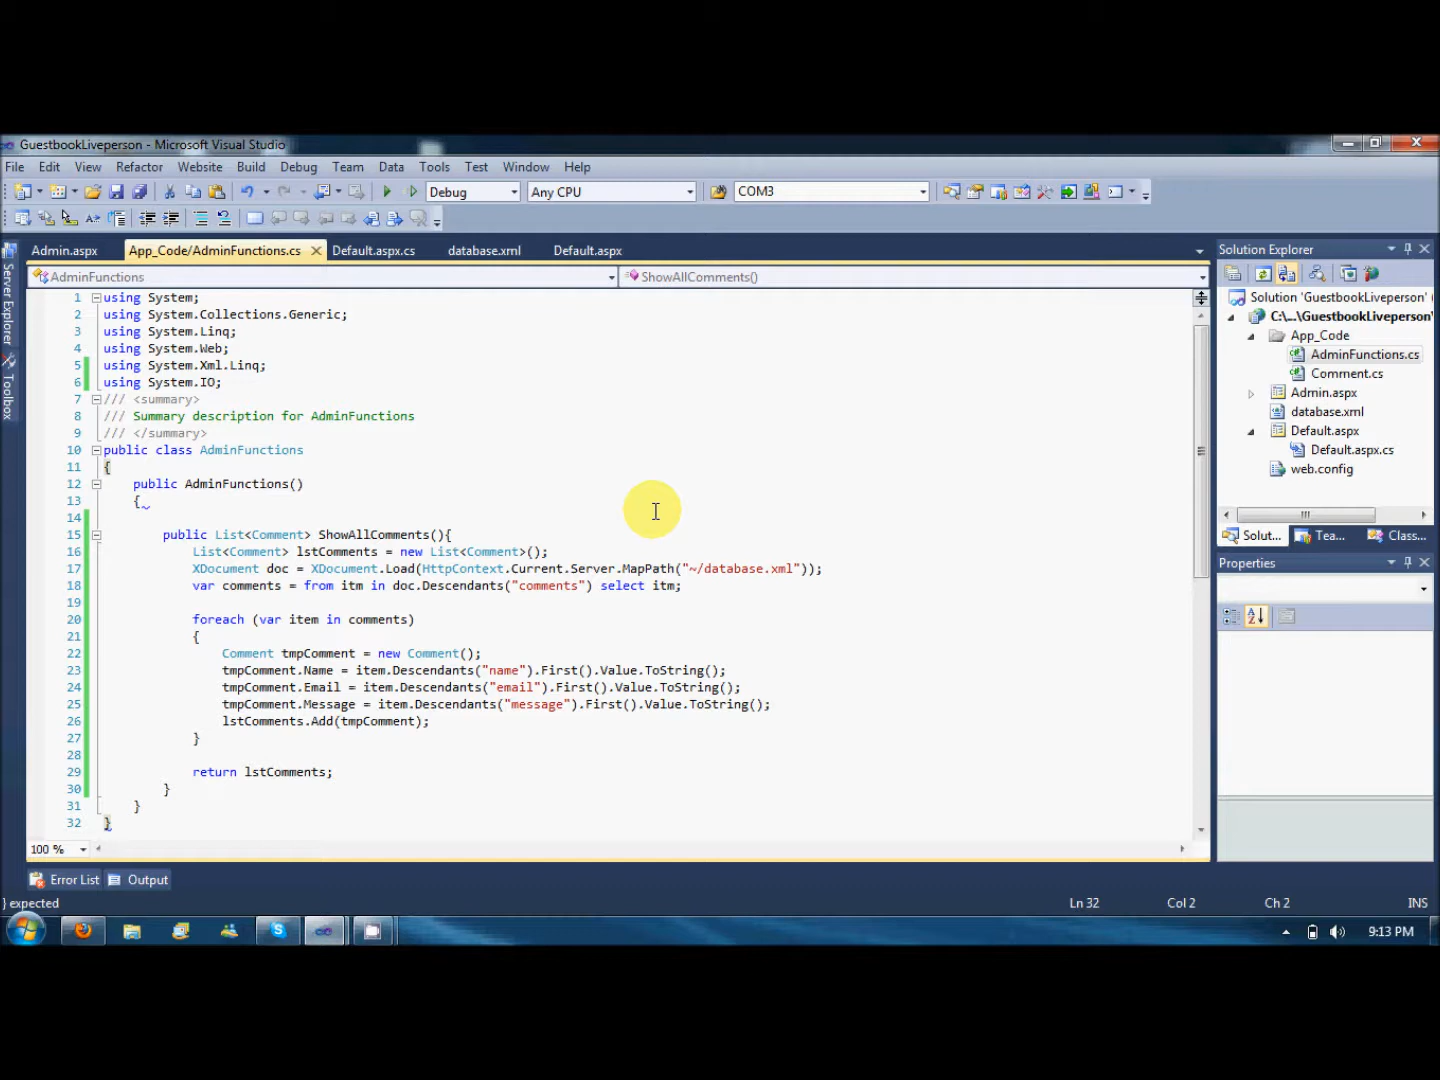 GuestbookLiveperson - Microsoft Visual Studio
File Edit View Refactor Website Build Debug Team Data Tools Test Window Help
Debug Any CPU COM3
Admin.aspx App_Code/AdminFunctions.cs Default.aspx.cs database.xml Default.aspx
AdminFunctions ShowAllComments()
1 using System;
2 using System.Collections.Generic;
3 using System.Linq;
4 using System.Web;
5 using System.Xml.Linq;
6 using System.IO;
7 /// <summary>
8 /// Summary description for AdminFunctions
9 /// </summary>
10 public class AdminFunctions
11 {
12 public AdminFunctions()
13 {
14
15 public List<Comment> ShowAllComments(){
16 List<Comment> lstComments = new List<Comment>();
17 XDocument doc = XDocument.Load(HttpContext.Current.Server.MapPath("~/database.xml"));
18 var comments = from itm in doc.Descendants("comments") select itm;
19
20 foreach (var item in comments)
21 {
22 Comment tmpComment = new Comment();
23 tmpComment.Name = item.Descendants("name").First().Value.ToString();
24 tmpComment.Email = item.Descendants("email").First().Value.ToString();
25 tmpComment.Message = item.Descendants("message").First().Value.ToString();
26 lstComments.Add(tmpComment);
27 }
28
29 return lstComments;
30 }
31 }
32 }
100 %
Server Explorer
Toolbox
Solution Explorer
Solution 'GuestbookLiveperson' (
C:\...\GuestbookLiveperson\
App_Code
AdminFunctions.cs
Comment.cs
Admin.aspx
database.xml
Default.aspx
Default.aspx.cs
web.config
Solut... Tea... Class...
Properties
Error List Output
} expected Ln 32 Col 2 Ch 2 INS
9:13 PM